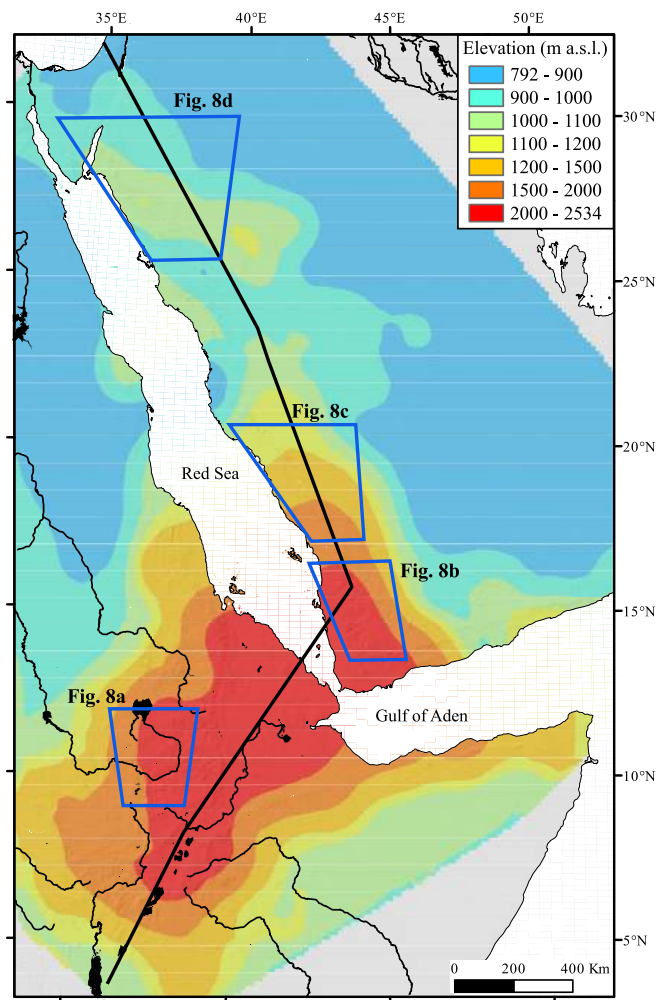 35°E 40°E 45°E 50°E
Elevation (m a.s.l.)
792 - 900
900 - 1000
1000 - 1100
1100 - 1200
1200 - 1500
1500 - 2000
2000 - 2534
Fig. 8d
30°N
25°N
Fig. 8c
20°N
Red Sea
Fig. 8b
15°N
Fig. 8a
Gulf of Aden
10°N
5°N
0 200 400 Km